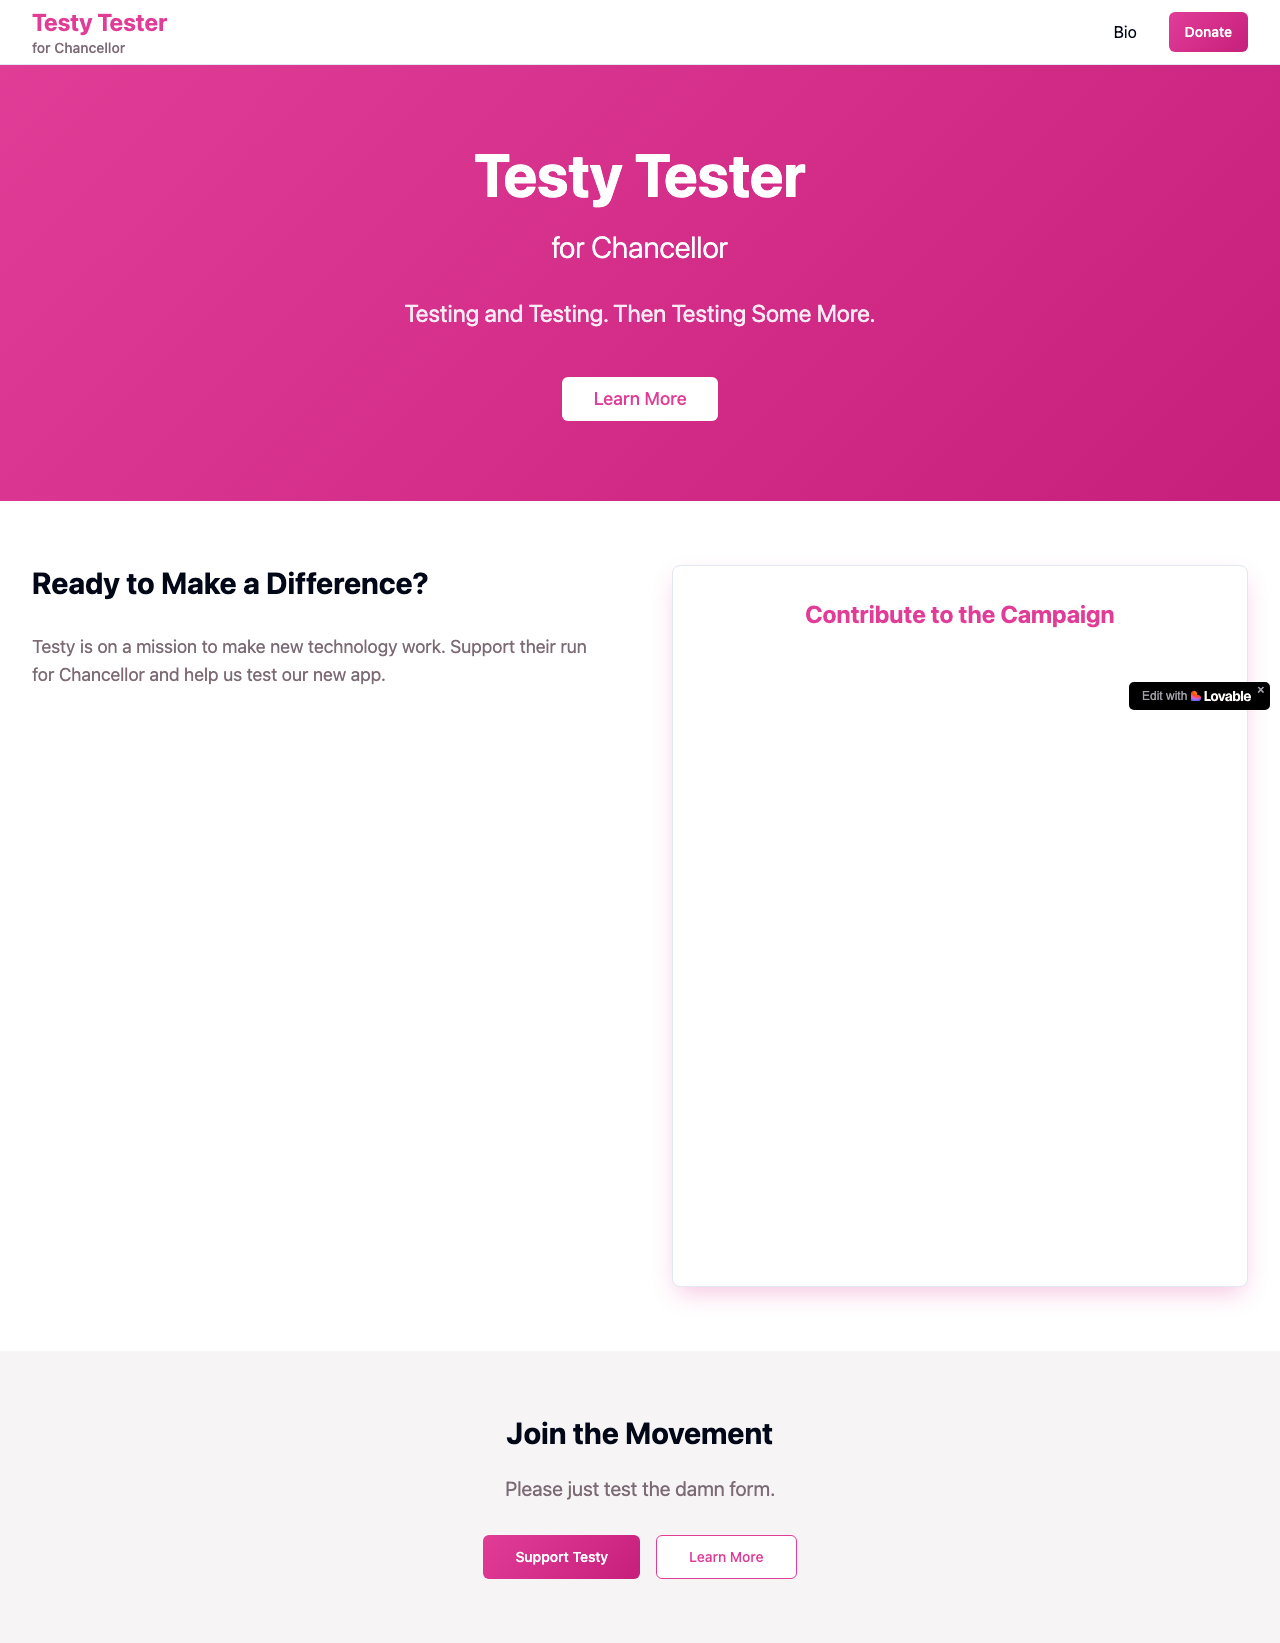 Testy Tester
for Chancellor
Bio
Donate
Testy Tester
for Chancellor
Testing and Testing. Then Testing Some More.
Learn More
Ready to Make a Difference?
Testy is on a mission to make new technology work. Support their run
for Chancellor and help us test our new app.
Contribute to the Campaign
Edit with Lovable ×
Join the Movement
Please just test the damn form.
Support Testy
Learn More